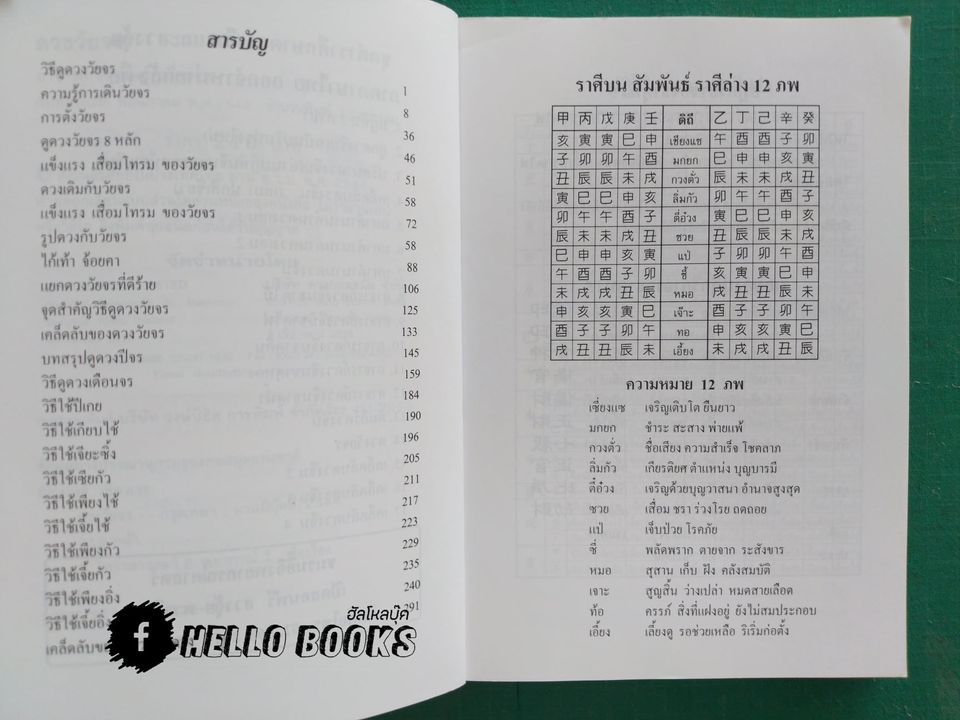 สารบัญ
วิธีดูดวงวัยจร 1
ความรู้การเดินวัยจร 8
การตั้งวัยจร 36
ดูดวงวัยจร 8 หลัก 46
แข็งแรง เสื่อมโทรม ของวัยจร 51
ดวงเดิมกับวัยจร 58
แข็งแรง เสื่อมโทรม ของวัยจร 72
รูปดวงกับวัยจร 58
ไก้เท้า จ้อยคา 88
แยกดวงวัยจรที่ดีร้าย 106
จุดสำคัญวิธีดูดวงวัยจร 125
เคล็ดลับของดวงวัยจร 133
บทสรุปดูดวงปีจร 145
วิธีดูดวงเดือนจร 159
วิธีใช้ปีเกย 184
วิธีใช้เกียบไช้ 190
วิธีใช้เจียะซิ้ง 196
วิธีใช้เซียกัว 205
วิธีใช้เพียงไช้ 211
วิธีใช้เจี้ยไช้ 217
วิธีใช้เพียงกัว 223
วิธีใช้เจี้ยกัว 229
วิธีใช้เพียงอิ่ง 235
วิธีใช้เจี้ยอิ่ง 240
เคล็ดลับของ 291
ฮัลโหลบุ๊ค
f HELLO BOOKS
ราศีบน สัมพันธ์ ราศีล่าง 12 ภพ
甲 丙 戊 庚 壬 ดิถี 乙 丁 己 辛 癸
亥 寅 寅 巳 申 เชียงแซ 午 酉 酉 子 卯
子 卯 卯 午 酉 มกยก 巳 申 申 亥 寅
丑 辰 辰 未 戌 กวงตั่ว 辰 未 未 戌 丑
寅 巳 巳 申 亥 ลิ่มกัว 卯 午 午 酉 子
卯 午 午 酉 子 ตี่อ๋วง 寅 巳 巳 申 亥
辰 未 未 戌 丑 ซวย 丑 辰 辰 未 戌
巳 申 申 亥 寅 แป่ 子 卯 卯 午 酉
午 酉 酉 子 卯 ซี้ 亥 寅 寅 巳 申
未 戌 戌 丑 辰 หมอ 戌 丑 丑 辰 未
申 亥 亥 寅 巳 เจ๊าะ 酉 子 子 卯 午
酉 子 子 卯 午 ทอ 申 亥 亥 寅 巳
戌 丑 丑 辰 未 เอี้ยง 未 戌 戌 丑 辰
ความหมาย 12 ภพ
เซี่ยงแซ เจริญเติบโต ยืนยาว
มกยก ชำระ สะสาง พ่ายแพ้
กวงตั่ว ชื่อเสียง ความสำเร็จ โชคลาภ
ลิ่มกัว เกียรติยศ ตำแหน่ง บุญบารมี
ตี่อ๋วง เจริญด้วยบุญวาสนา อำนาจสูงสุด
ซวย เสื่อม ชรา ร่วงโรย ถดถอย
แป่ เจ็บป่วย โรคภัย
ซี่ พลัดพราก ตายจาก ระสังขาร
หมอ สุสาน เก็บ ฝัง คลังสมบัติ
เจาะ สูญสิ้น ว่างเปล่า หมดสายเลือด
ท้อ ครรภ์ สิ่งที่แฝงอยู่ ยังไม่สมประกอบ
เอี้ยง เลี้ยงดู รอช่วยเหลือ ริเริ่มก่อตั้ง